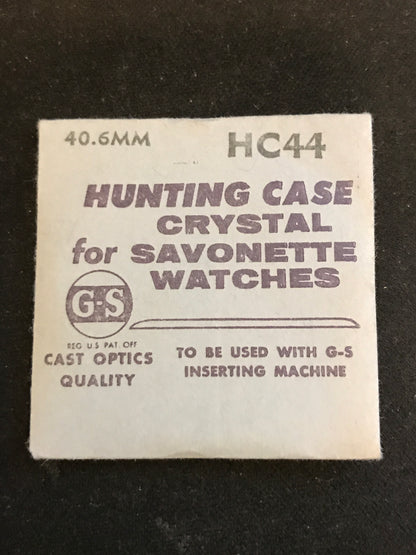 40.6MM HC44
HUNTING CASE
CRYSTAL
for SAVONETTE
WATCHES
G-S
REG U S PAT OFF
CAST OPTICS
QUALITY
TO BE USED WITH G-S
INSERTING MACHINE